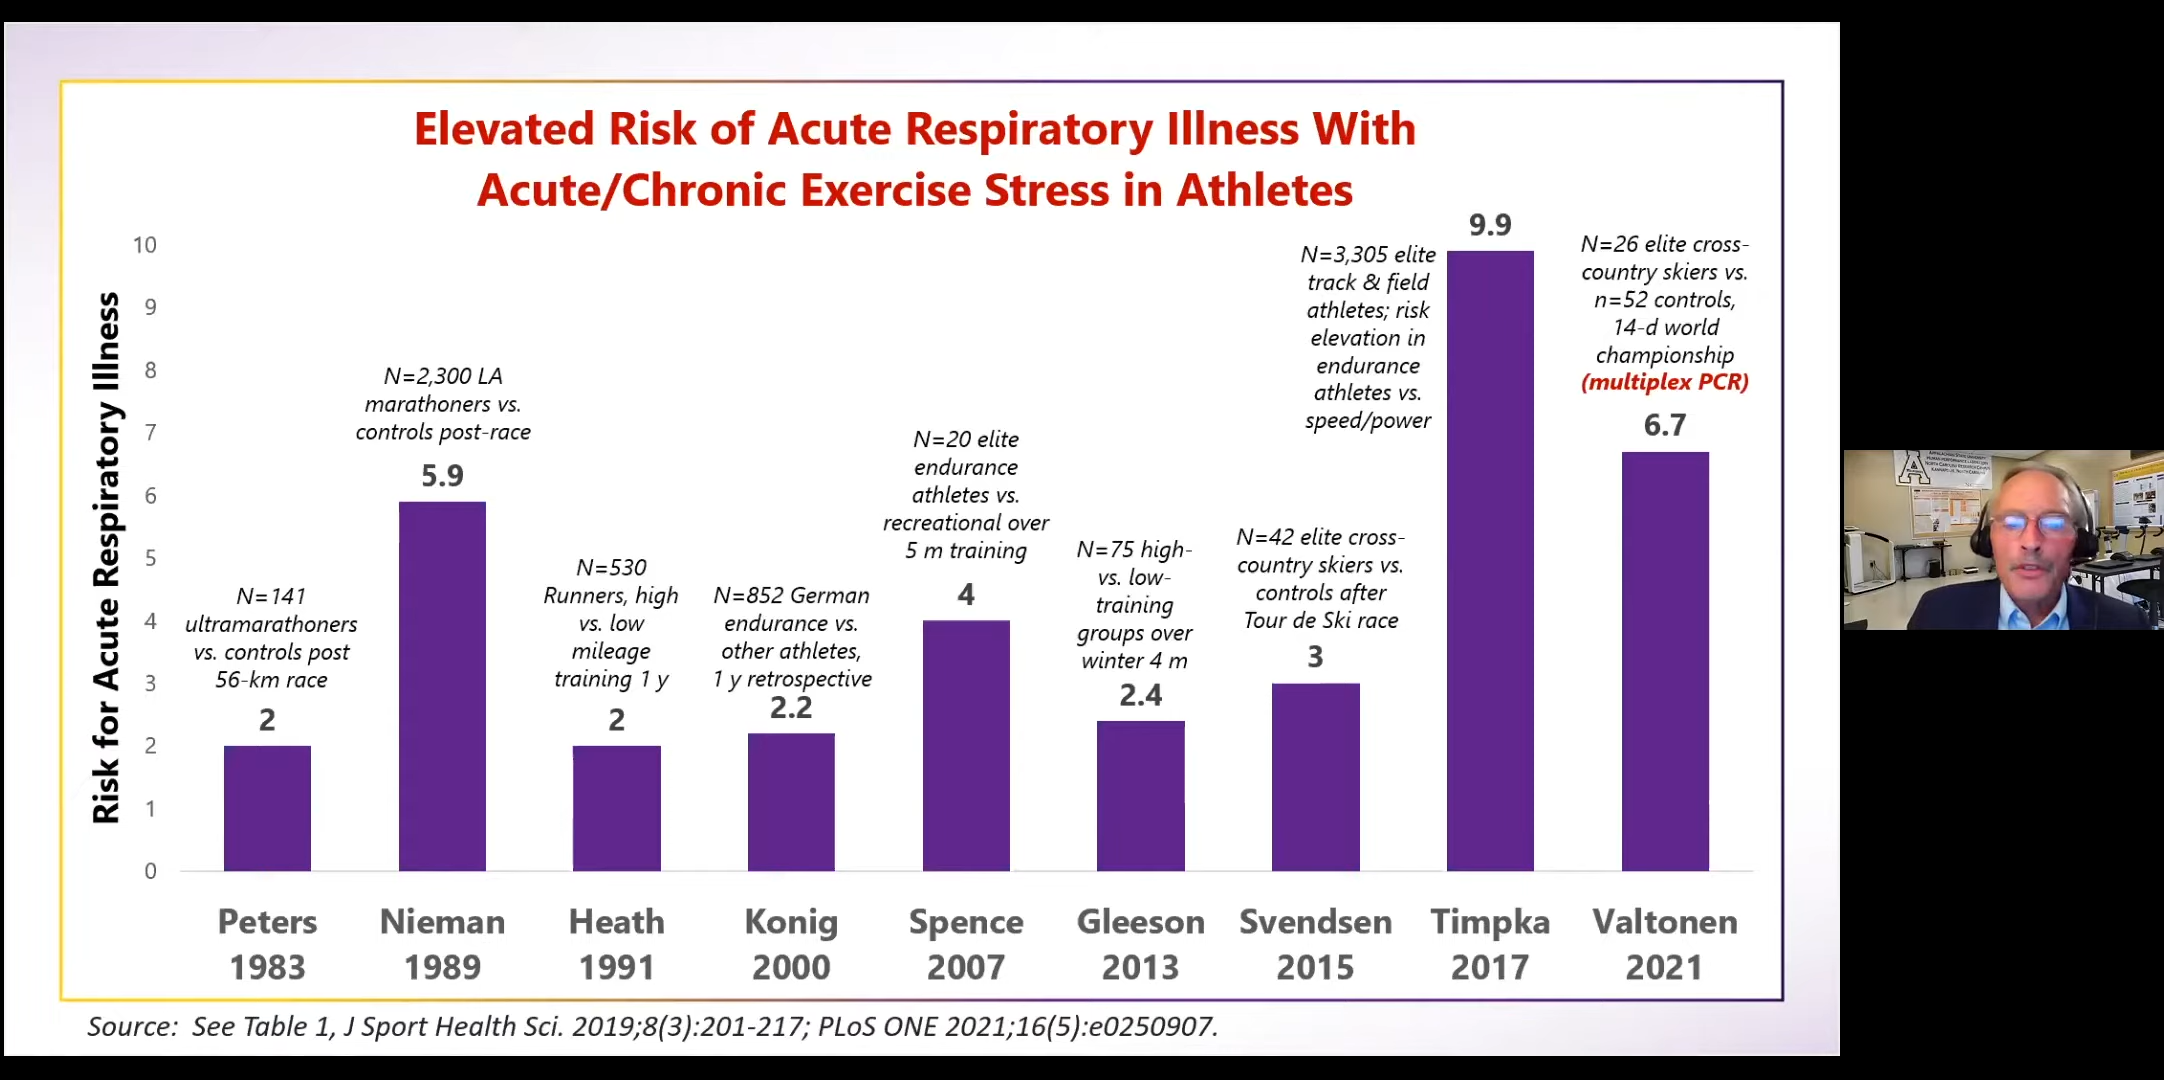 Elevated Risk of Acute Respiratory Illness With
Acute/Chronic Exercise Stress in Athletes
Risk for Acute Respiratory Illness
10
9
8
7
6
5
4
3
2
1
0
N=141
ultramarathoners
vs. controls post
56-km race
2
N=2,300 LA
marathoners vs.
controls post-race
5.9
N=530
Runners, high
vs. low
mileage
training 1 y
2
N=852 German
endurance vs.
other athletes,
1 y retrospective
2.2
N=20 elite
endurance
athletes vs.
recreational over
5 m training
4
N=75 high-
vs. low-
training
groups over
winter 4 m
2.4
N=42 elite cross-
country skiers vs.
controls after
Tour de Ski race
3
N=3,305 elite
track & field
athletes; risk
elevation in
endurance
athletes vs.
speed/power
9.9
N=26 elite cross-
country skiers vs.
n=52 controls,
14-d world
championship
(multiplex PCR)
6.7
Peters
1983
Nieman
1989
Heath
1991
Konig
2000
Spence
2007
Gleeson
2013
Svendsen
2015
Timpka
2017
Valtonen
2021
Source: See Table 1, J Sport Health Sci. 2019;8(3):201-217; PLoS ONE 2021;16(5):e0250907.